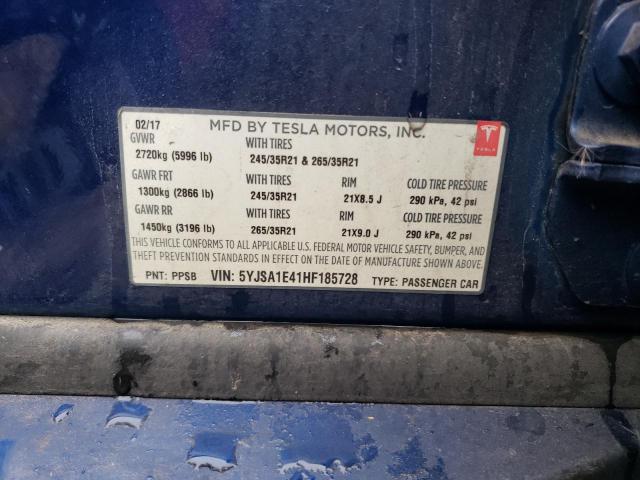 02/17 MFD BY TESLA MOTORS, INC.
TESLA
GVWR WITH TIRES
2720kg (5996 lb) 245/35R21 & 265/35R21
GAWR FRT WITH TIRES RIM COLD TIRE PRESSURE
1300kg (2866 lb) 245/35R21 21X8.5 J 290 kPa, 42 psi
GAWR RR WITH TIRES RIM COLD TIRE PRESSURE
1450kg (3196 lb) 265/35R21 21X9.0 J 290 kPa, 42 psi
THIS VEHICLE CONFORMS TO ALL APPLICABLE U.S. FEDERAL MOTOR VEHICLE SAFETY, BUMPER, AND
THEFT PREVENTION STANDARDS IN EFFECT ON THE DATE OF MANUFACTURE SHOWN ABOVE.
PNT: PPSB VIN: 5YJSA1E41HF185728 TYPE: PASSENGER CAR